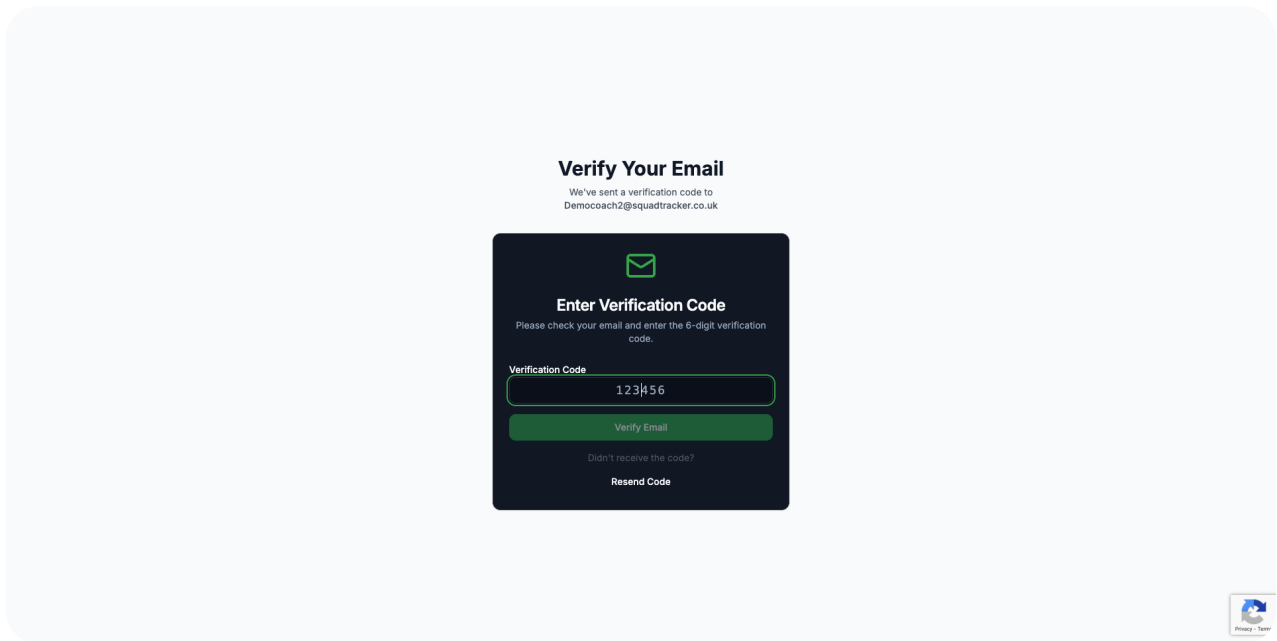 Verify Your Email
We've sent a verification code to
Democoach2@squadtracker.co.uk
Enter Verification Code
Please check your email and enter the 6-digit verification
code.
Verification Code
123456
Verify Email
Didn't receive the code?
Resend Code
Privacy - Terms